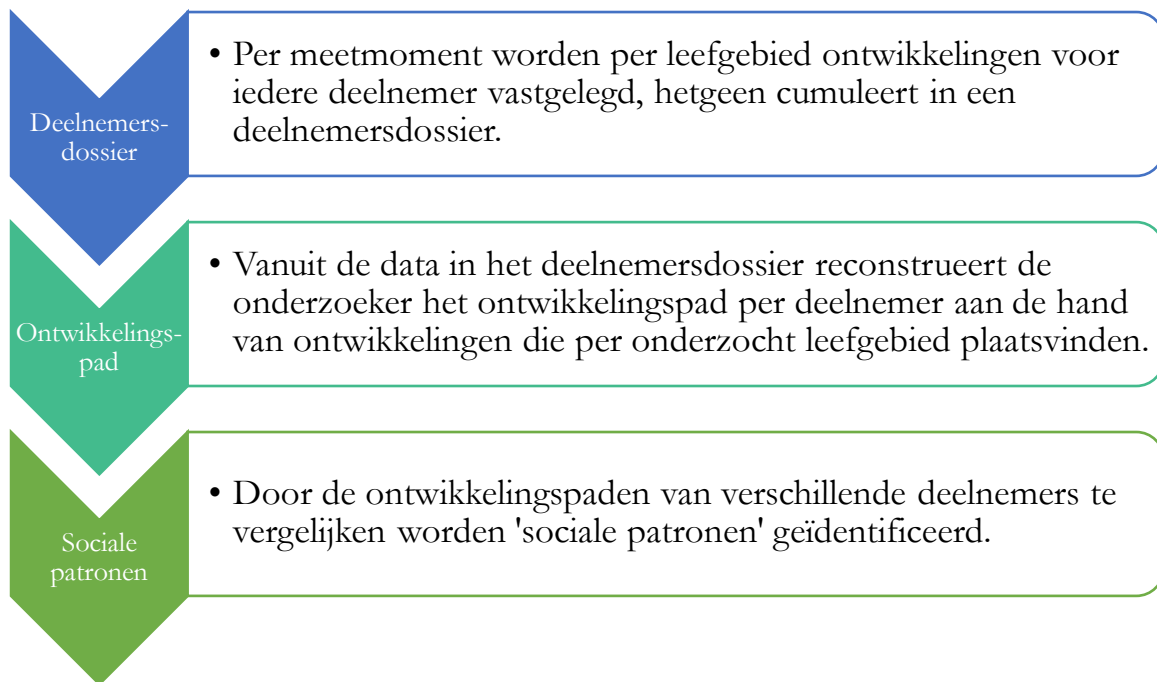 Deelnemers-
dossier
• Per meetmoment worden per leefgebied ontwikkelingen voor
iedere deelnemer vastgelegd, hetgeen cumuleert in een
deelnemersdossier.
Ontwikkelings-
pad
• Vanuit de data in het deelnemersdossier reconstrueert de
onderzoeker het ontwikkelingspad per deelnemer aan de hand
van ontwikkelingen die per onderzocht leefgebied plaatsvinden.
Sociale
patronen
• Door de ontwikkelingspaden van verschillende deelnemers te
vergelijken worden 'sociale patronen' geïdentificeerd.